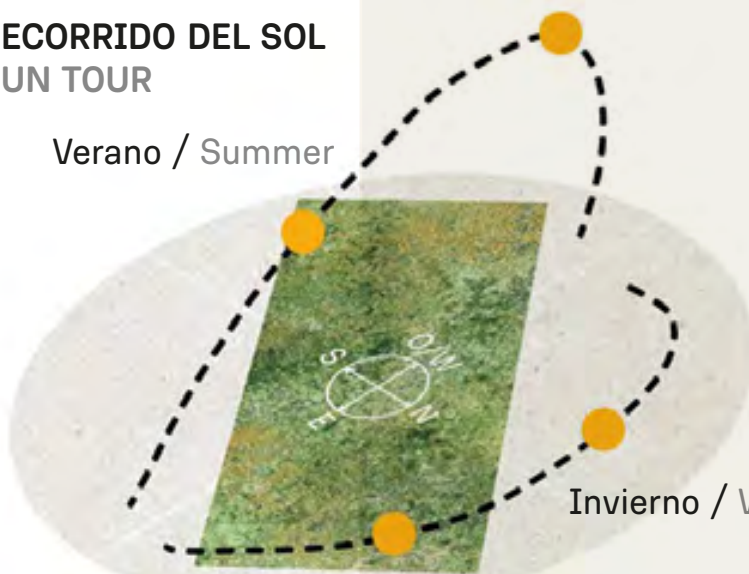 ECORRIDO DEL SOL
UN TOUR
Verano / Summer
S
O/W
E
N
Invierno /